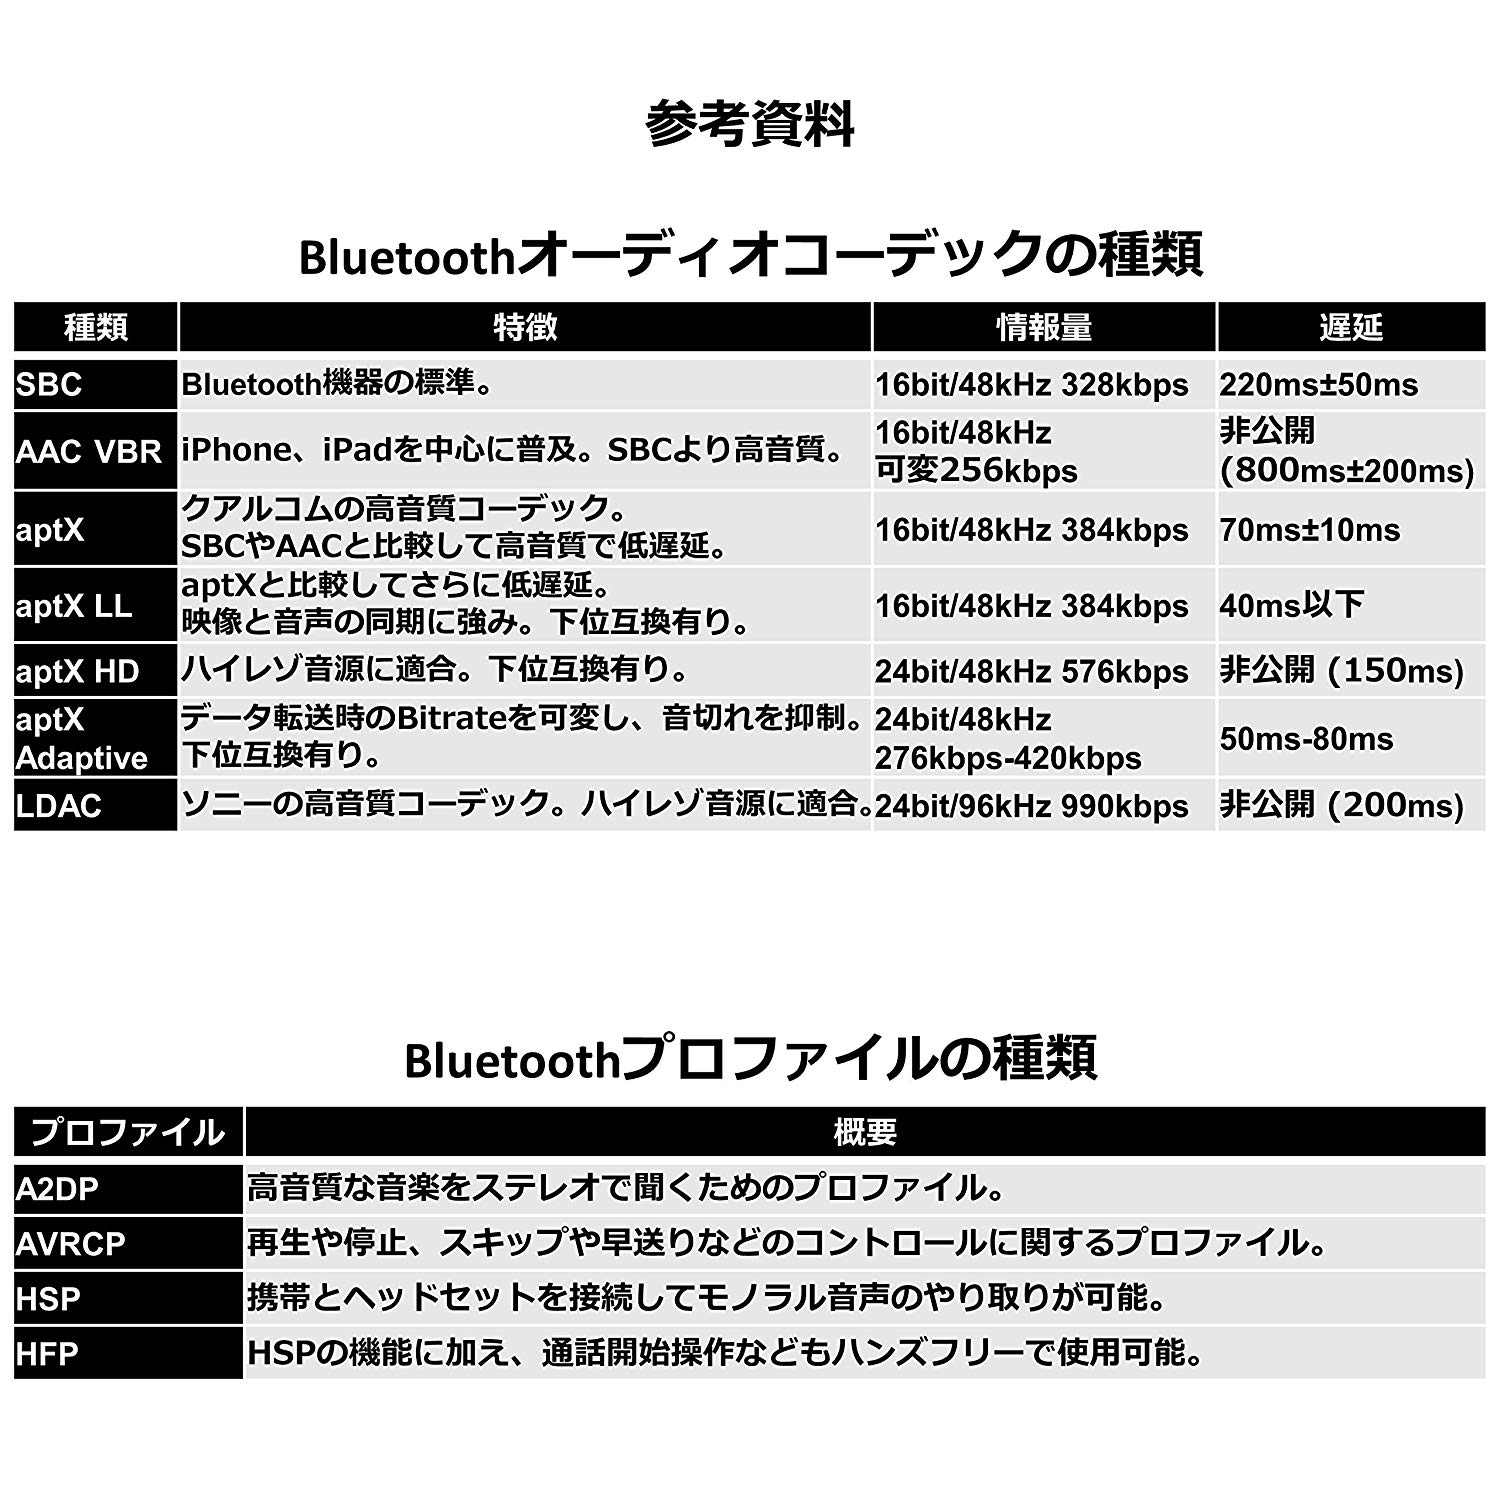 参考資料
Bluetoothオーディオコーデックの種類
種類 特徴 情報量 遅延
SBC Bluetooth機器の標準。 16bit/48kHz 328kbps 220ms±50ms
AAC VBR iPhone、iPadを中心に普及。SBCより高音質。 16bit/48kHz 非公開
可変256kbps (800ms±200ms)
aptX クアルコムの高音質コーデック。 16bit/48kHz 384kbps 70ms±10ms
SBCやAACと比較して高音質で低遅延。
aptX LL aptXと比較してさらに低遅延。 16bit/48kHz 384kbps 40ms以下
映像と音声の同期に強み。下位互換有り。
aptX HD ハイレゾ音源に適合。下位互換有り。 24bit/48kHz 576kbps 非公開 (150ms)
aptX データ転送時のBitrateを可変し、音切れを抑制。 24bit/48kHz 50ms-80ms
Adaptive 下位互換有り。 276kbps-420kbps
LDAC ソニーの高音質コーデック。ハイレゾ音源に適合。 24bit/96kHz 990kbps 非公開 (200ms)
Bluetoothプロファイルの種類
プロファイル 概要
A2DP 高音質な音楽をステレオで聞くためのプロファイル。
AVRCP 再生や停止、スキップや早送りなどのコントロールに関するプロファイル。
HSP 携帯とヘッドセットを接続してモノラル音声のやり取りが可能。
HFP HSPの機能に加え、通話開始操作などもハンズフリーで使用可能。